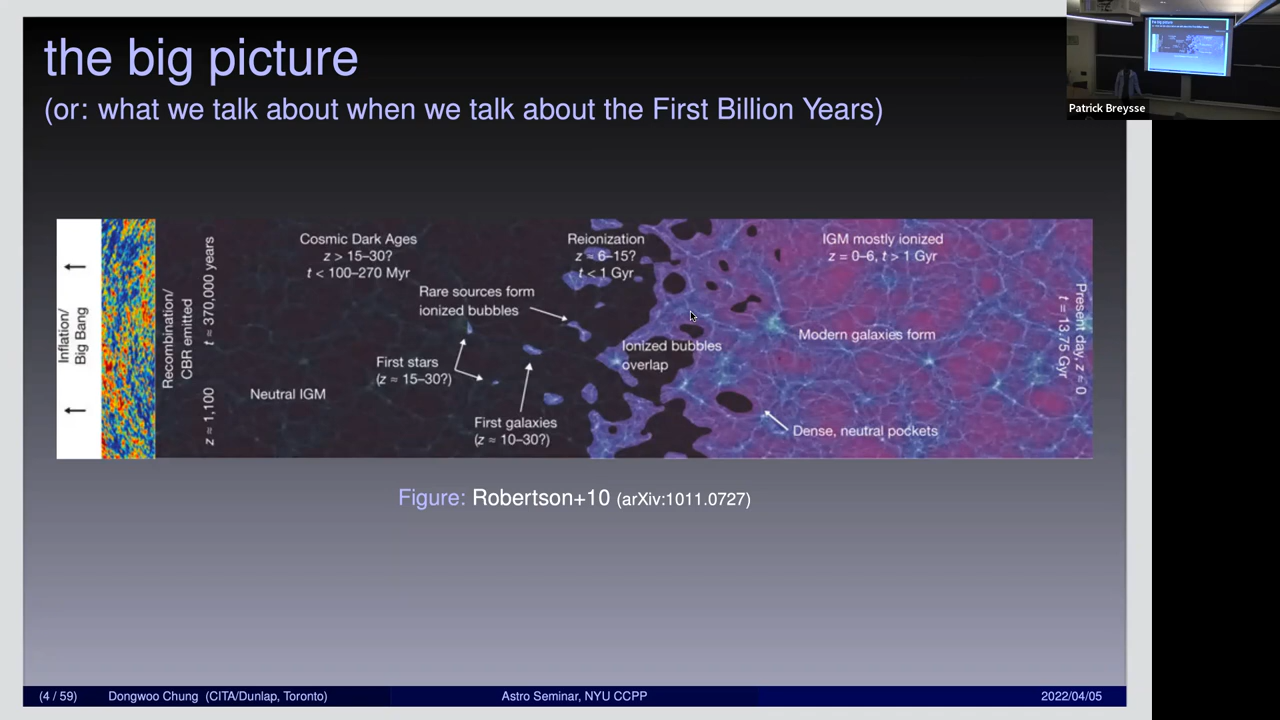 the big picture
(or: what we talk about when we talk about the First Billion Years)
Patrick Breysse
Inflation/
Big Bang
Recombination/
CBR emitted
z ≈ 1,100
t ≈ 370,000 years
Cosmic Dark Ages
z > 15–30?
t < 100–270 Myr
Neutral IGM
Rare sources form
ionized bubbles
First stars
(z ≈ 15–30?)
First galaxies
(z ≈ 10–30?)
Reionization
z ≈ 6–15?
t < 1 Gyr
Ionized bubbles
overlap
IGM mostly ionized
z = 0–6, t > 1 Gyr
Modern galaxies form
Dense, neutral pockets
Present day, z ≈ 0
t = 13.75 Gyr
Figure: Robertson+10 (arXiv:1011.0727)
(4 / 59) Dongwoo Chung (CITA/Dunlap, Toronto) Astro Seminar, NYU CCPP 2022/04/05